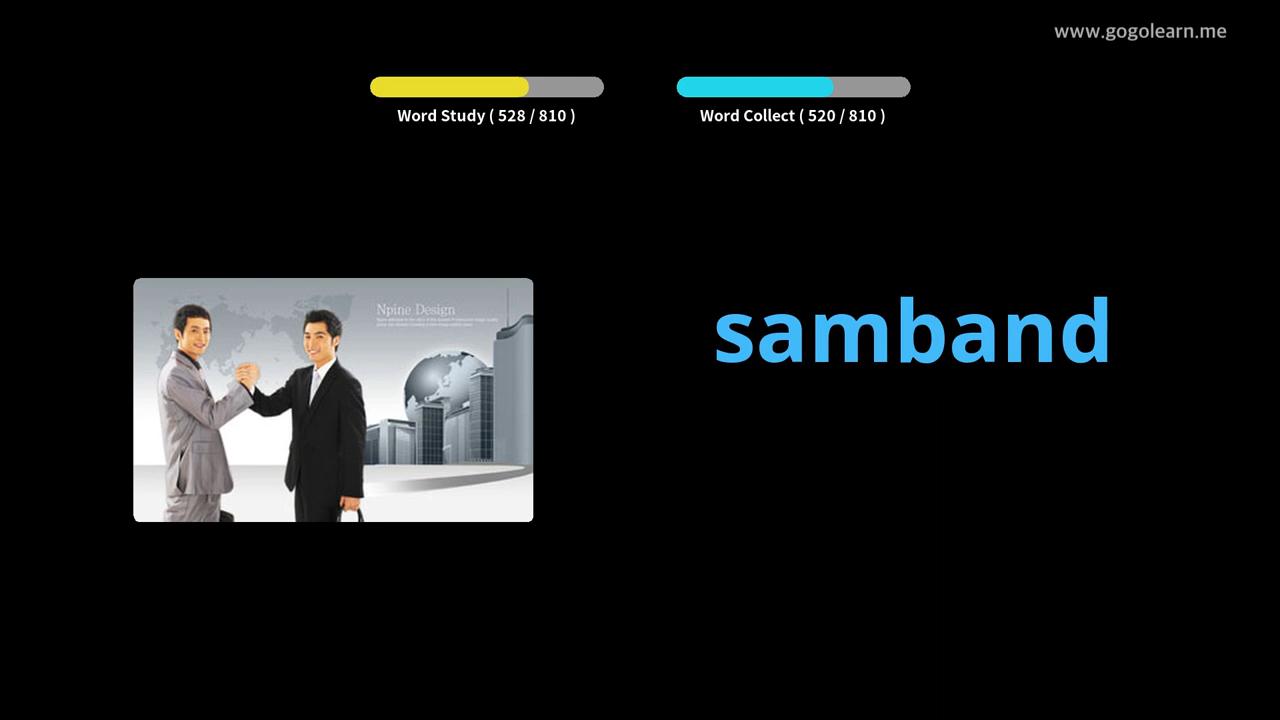 www.gogolearn.me
Word Study ( 528 / 810 )
Word Collect ( 520 / 810 )
Npine Design
samband